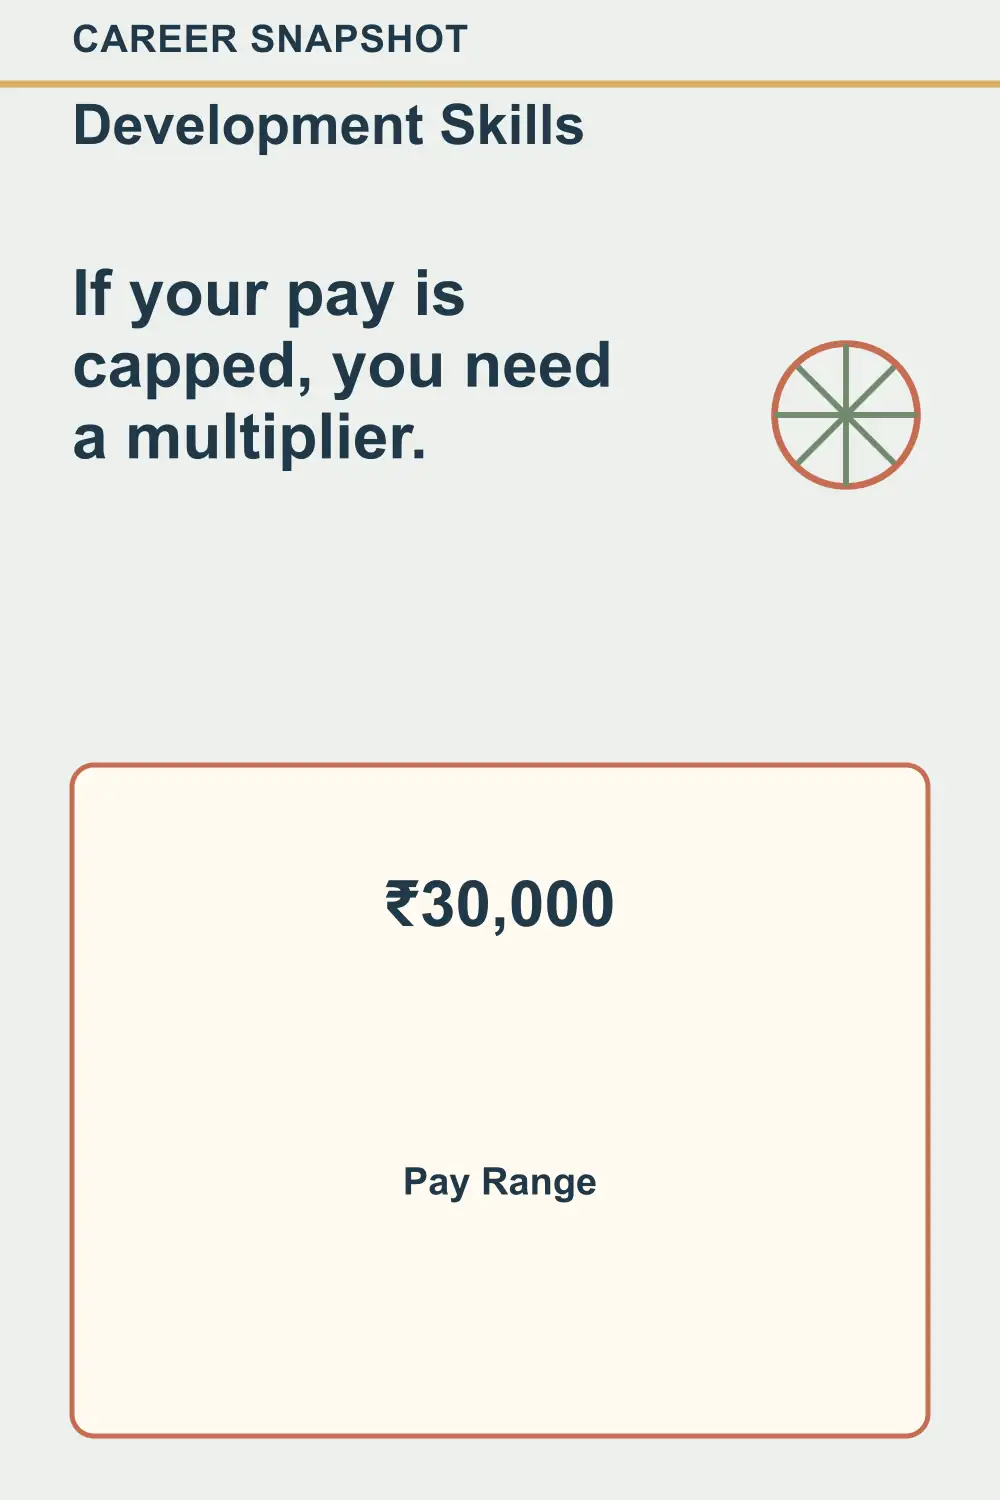 CAREER SNAPSHOT
Development Skills
If your pay is
capped, you need
a multiplier.
₹30,000
Pay Range